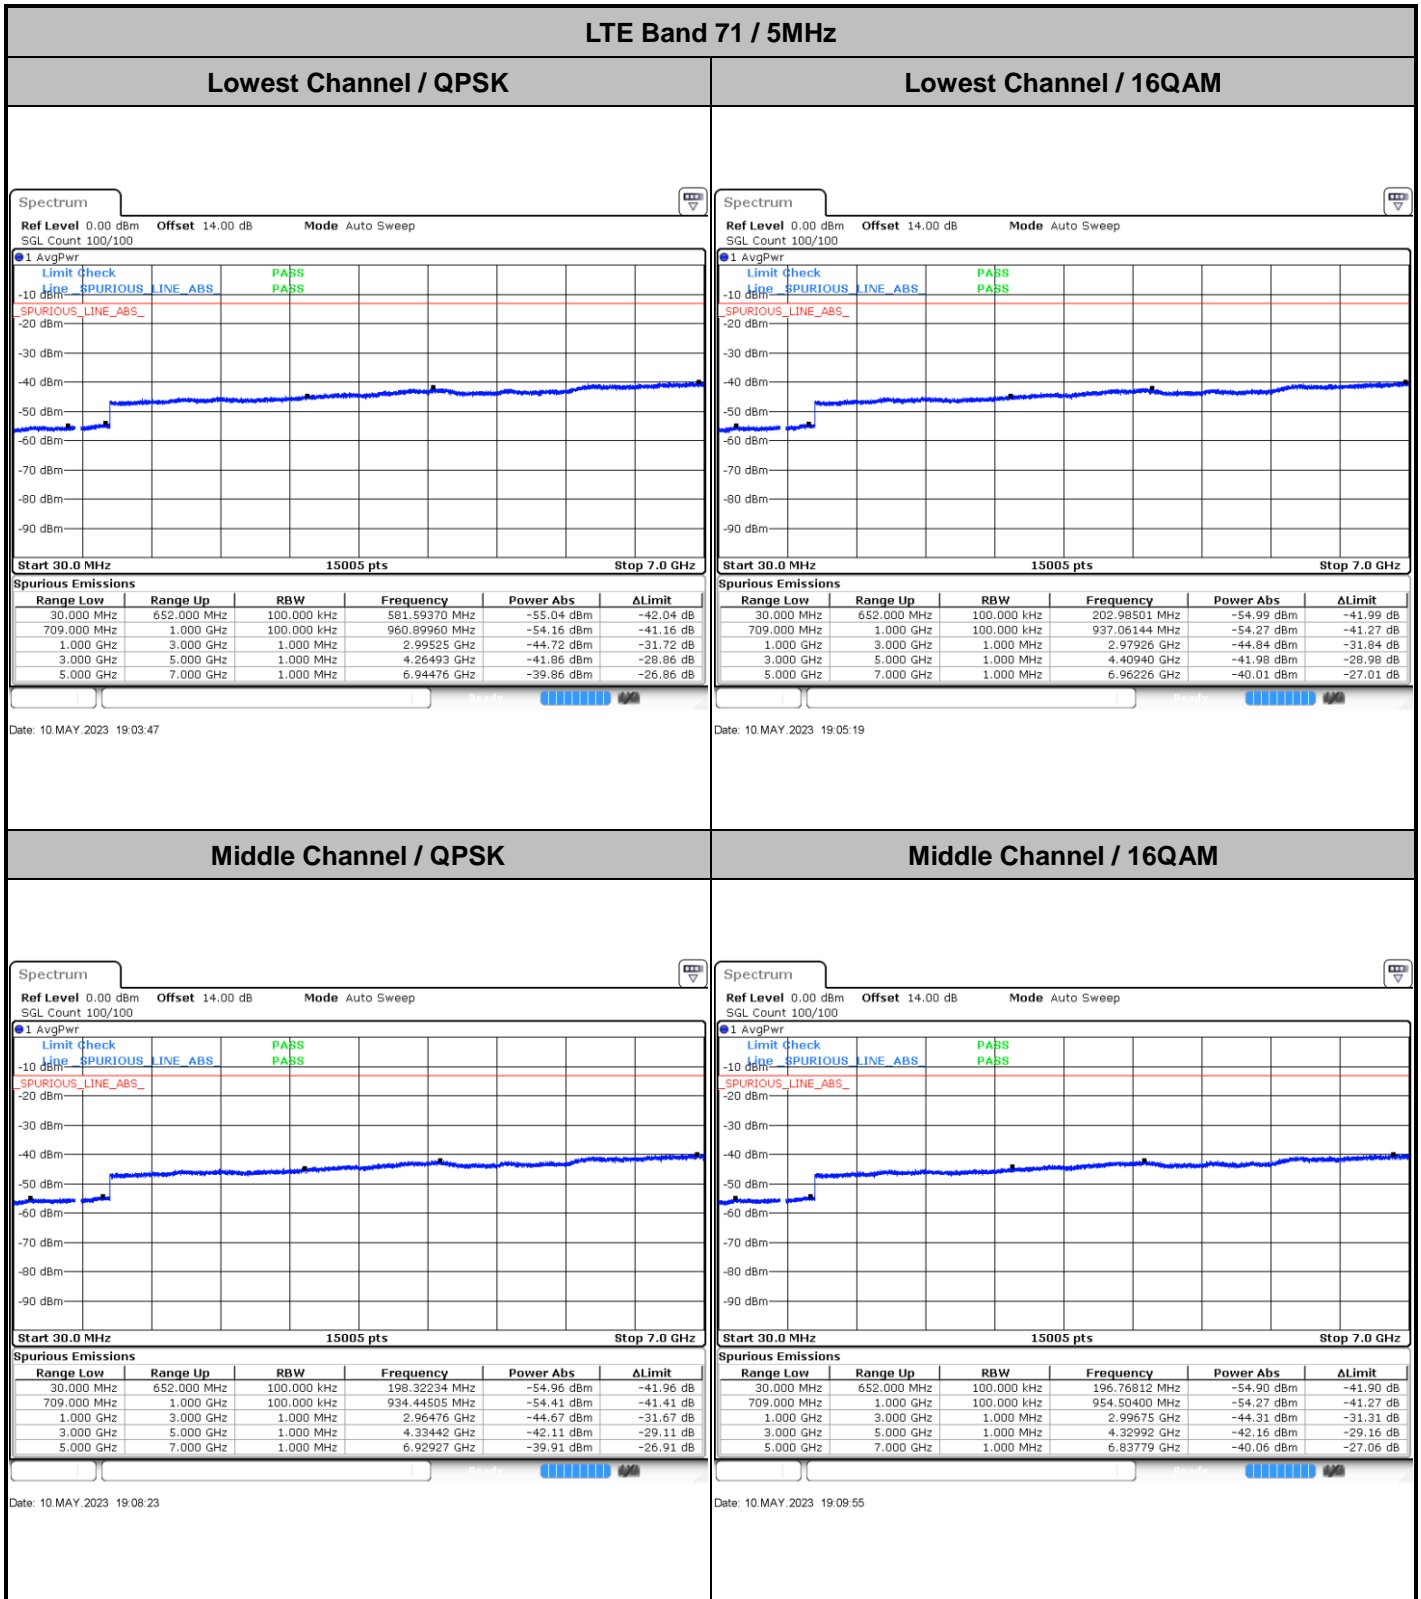 LTE Band 71 / 5MHz
Lowest Channel / QPSK
Lowest Channel / 16QAM
Spectrum
Ref Level 0.00 dBm Offset 14.00 dB Mode Auto Sweep
SGL Count 100/100
1 AvgPwr
Limit Check PASS
Line _SPURIOUS_LINE_ABS_ PASS
-10 dBm
_SPURIOUS_LINE_ABS_
-20 dBm
-30 dBm
-40 dBm
-50 dBm
-60 dBm
-70 dBm
-80 dBm
-90 dBm
Start 30.0 MHz 15005 pts Stop 7.0 GHz
Spurious Emissions
Range Low Range Up RBW Frequency Power Abs ΔLimit
30.000 MHz 652.000 MHz 100.000 kHz 581.59370 MHz -55.04 dBm -42.04 dB
709.000 MHz 1.000 GHz 100.000 kHz 960.89960 MHz -54.16 dBm -41.16 dB
1.000 GHz 3.000 GHz 1.000 MHz 2.99525 GHz -44.72 dBm -31.72 dB
3.000 GHz 5.000 GHz 1.000 MHz 4.26493 GHz -41.86 dBm -28.86 dB
5.000 GHz 7.000 GHz 1.000 MHz 6.94476 GHz -39.86 dBm -26.86 dB
Date: 10.MAY.2023 19:03:47
Spectrum
Ref Level 0.00 dBm Offset 14.00 dB Mode Auto Sweep
SGL Count 100/100
1 AvgPwr
Limit Check PASS
Line _SPURIOUS_LINE_ABS_ PASS
-10 dBm
_SPURIOUS_LINE_ABS_
-20 dBm
-30 dBm
-40 dBm
-50 dBm
-60 dBm
-70 dBm
-80 dBm
-90 dBm
Start 30.0 MHz 15005 pts Stop 7.0 GHz
Spurious Emissions
Range Low Range Up RBW Frequency Power Abs ΔLimit
30.000 MHz 652.000 MHz 100.000 kHz 202.98501 MHz -54.99 dBm -41.99 dB
709.000 MHz 1.000 GHz 100.000 kHz 937.06144 MHz -54.27 dBm -41.27 dB
1.000 GHz 3.000 GHz 1.000 MHz 2.97926 GHz -44.84 dBm -31.84 dB
3.000 GHz 5.000 GHz 1.000 MHz 4.40940 GHz -41.98 dBm -28.98 dB
5.000 GHz 7.000 GHz 1.000 MHz 6.96226 GHz -40.01 dBm -27.01 dB
Date: 10.MAY.2023 19:05:19
Middle Channel / QPSK
Middle Channel / 16QAM
Spectrum
Ref Level 0.00 dBm Offset 14.00 dB Mode Auto Sweep
SGL Count 100/100
1 AvgPwr
Limit Check PASS
Line _SPURIOUS_LINE_ABS_ PASS
-10 dBm
_SPURIOUS_LINE_ABS_
-20 dBm
-30 dBm
-40 dBm
-50 dBm
-60 dBm
-70 dBm
-80 dBm
-90 dBm
Start 30.0 MHz 15005 pts Stop 7.0 GHz
Spurious Emissions
Range Low Range Up RBW Frequency Power Abs ΔLimit
30.000 MHz 652.000 MHz 100.000 kHz 198.32234 MHz -54.96 dBm -41.96 dB
709.000 MHz 1.000 GHz 100.000 kHz 934.44505 MHz -54.41 dBm -41.41 dB
1.000 GHz 3.000 GHz 1.000 MHz 2.96476 GHz -44.67 dBm -31.67 dB
3.000 GHz 5.000 GHz 1.000 MHz 4.33442 GHz -42.11 dBm -29.11 dB
5.000 GHz 7.000 GHz 1.000 MHz 6.92927 GHz -39.91 dBm -26.91 dB
Date: 10.MAY.2023 19:08:23
Spectrum
Ref Level 0.00 dBm Offset 14.00 dB Mode Auto Sweep
SGL Count 100/100
1 AvgPwr
Limit Check PASS
Line _SPURIOUS_LINE_ABS_ PASS
-10 dBm
_SPURIOUS_LINE_ABS_
-20 dBm
-30 dBm
-40 dBm
-50 dBm
-60 dBm
-70 dBm
-80 dBm
-90 dBm
Start 30.0 MHz 15005 pts Stop 7.0 GHz
Spurious Emissions
Range Low Range Up RBW Frequency Power Abs ΔLimit
30.000 MHz 652.000 MHz 100.000 kHz 196.76812 MHz -54.90 dBm -41.90 dB
709.000 MHz 1.000 GHz 100.000 kHz 954.50400 MHz -54.27 dBm -41.27 dB
1.000 GHz 3.000 GHz 1.000 MHz 2.99675 GHz -44.31 dBm -31.31 dB
3.000 GHz 5.000 GHz 1.000 MHz 4.32992 GHz -42.16 dBm -29.16 dB
5.000 GHz 7.000 GHz 1.000 MHz 6.83779 GHz -40.06 dBm -27.06 dB
Date: 10.MAY.2023 19:09:55